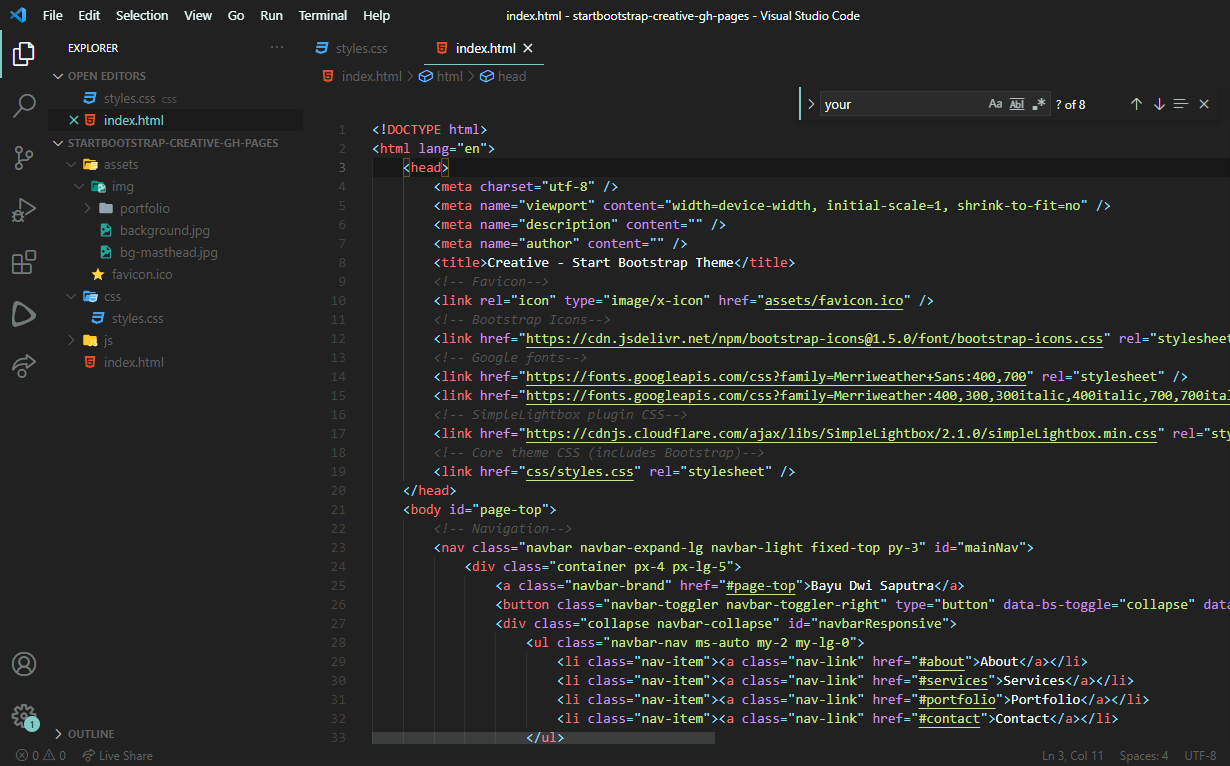 File Edit Selection View Go Run Terminal Help index.html - startbootstrap-creative-gh-pages - Visual Studio Code
EXPLORER
OPEN EDITORS
styles.css css
index.html
STARTBOOTSTRAP-CREATIVE-GH-PAGES
assets
img
portfolio
background.jpg
bg-masthead.jpg
favicon.ico
css
styles.css
js
index.html
OUTLINE
styles.css index.html
index.html > html > head
your Aa Abl .* ? of 8
1 <!DOCTYPE html>
2 <html lang="en">
3 <head>
4 <meta charset="utf-8" />
5 <meta name="viewport" content="width=device-width, initial-scale=1, shrink-to-fit=no" />
6 <meta name="description" content="" />
7 <meta name="author" content="" />
8 <title>Creative - Start Bootstrap Theme</title>
9 <!-- Favicon-->
10 <link rel="icon" type="image/x-icon" href="assets/favicon.ico" />
11 <!-- Bootstrap Icons-->
12 <link href="https://cdn.jsdelivr.net/npm/bootstrap-icons@1.5.0/font/bootstrap-icons.css" rel="stylesheet
13 <!-- Google fonts-->
14 <link href="https://fonts.googleapis.com/css?family=Merriweather+Sans:400,700" rel="stylesheet" />
15 <link href="https://fonts.googleapis.com/css?family=Merriweather:400,300,300italic,400italic,700,700ital
16 <!-- SimpleLightbox plugin CSS-->
17 <link href="https://cdnjs.cloudflare.com/ajax/libs/SimpleLightbox/2.1.0/simpleLightbox.min.css" rel="sty
18 <!-- Core theme CSS (includes Bootstrap)-->
19 <link href="css/styles.css" rel="stylesheet" />
20 </head>
21 <body id="page-top">
22 <!-- Navigation-->
23 <nav class="navbar navbar-expand-lg navbar-light fixed-top py-3" id="mainNav">
24 <div class="container px-4 px-lg-5">
25 <a class="navbar-brand" href="#page-top">Bayu Dwi Saputra</a>
26 <button class="navbar-toggler navbar-toggler-right" type="button" data-bs-toggle="collapse" data
27 <div class="collapse navbar-collapse" id="navbarResponsive">
28 <ul class="navbar-nav ms-auto my-2 my-lg-0">
29 <li class="nav-item"><a class="nav-link" href="#about">About</a></li>
30 <li class="nav-item"><a class="nav-link" href="#services">Services</a></li>
31 <li class="nav-item"><a class="nav-link" href="#portfolio">Portfolio</a></li>
32 <li class="nav-item"><a class="nav-link" href="#contact">Contact</a></li>
33 </ul>
1
0 0 Live Share Ln 3, Col 11 Spaces: 4 UTF-8